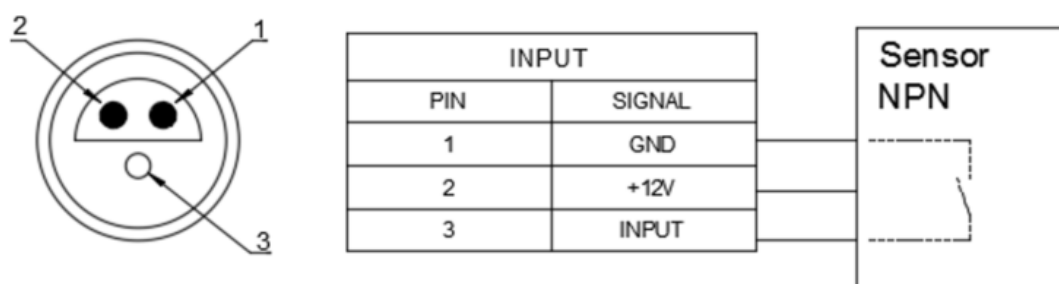 2
1
3
INPUT
PIN SIGNAL
1 GND
2 +12V
3 INPUT
Sensor
NPN